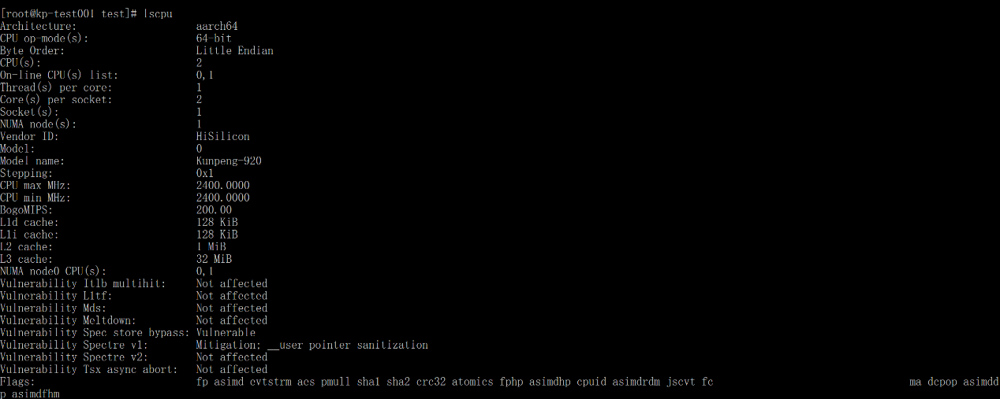 [root@kp-test001 test]# lscpu
Architecture: aarch64
CPU op-mode(s): 64-bit
Byte Order: Little Endian
CPU(s): 2
On-line CPU(s) list: 0,1
Thread(s) per core: 1
Core(s) per socket: 2
Socket(s): 1
NUMA node(s): 1
Vendor ID: HiSilicon
Model: 0
Model name: Kunpeng-920
Stepping: 0x1
CPU max MHz: 2400.0000
CPU min MHz: 2400.0000
BogoMIPS: 200.00
L1d cache: 128 KiB
L1i cache: 128 KiB
L2 cache: 1 MiB
L3 cache: 32 MiB
NUMA node0 CPU(s): 0,1
Vulnerability Itlb multihit: Not affected
Vulnerability L1tf: Not affected
Vulnerability Mds: Not affected
Vulnerability Meltdown: Not affected
Vulnerability Spec store bypass: Vulnerable
Vulnerability Spectre v1: Mitigation; __user pointer sanitization
Vulnerability Spectre v2: Not affected
Vulnerability Tsx async abort: Not affected
Flags: fp asimd evtstrm aes pmull sha1 sha2 crc32 atomics fphp asimdhp cpuid asimdrdm jscvt fc ma dcpop asimdd
p asimdfhm